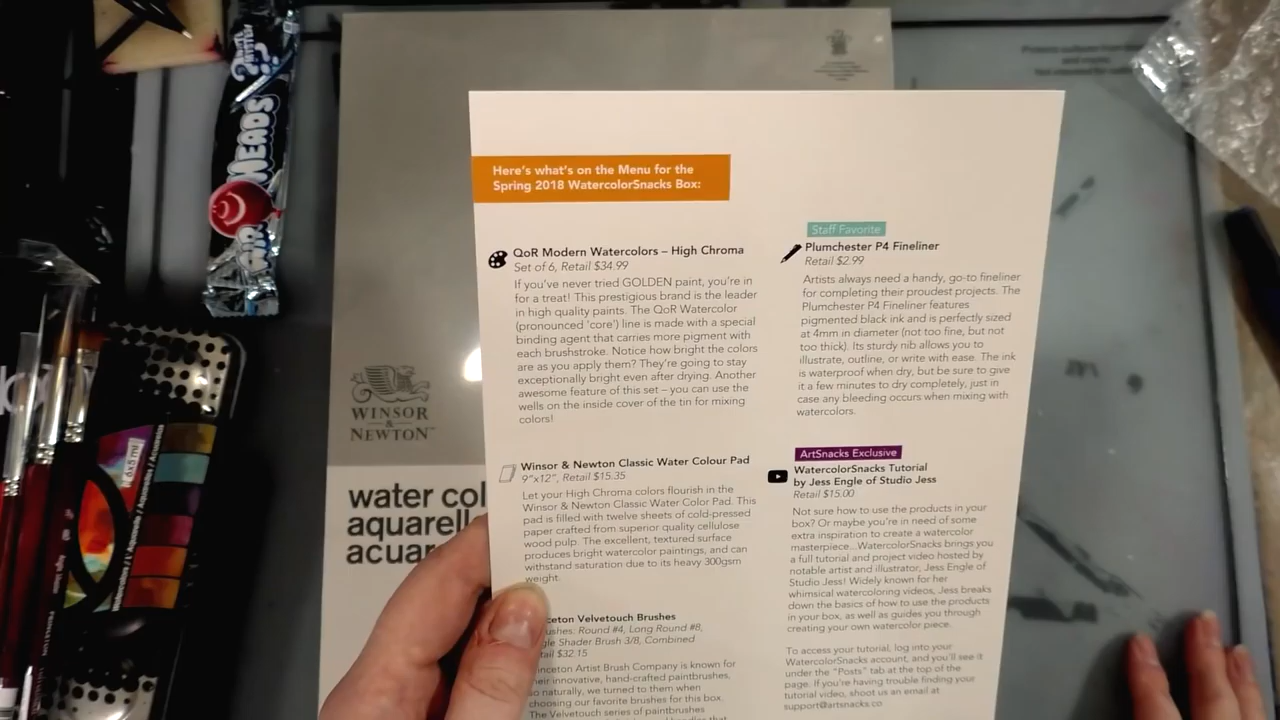 Here's what's on the Menu for the
Spring 2018 WatercolorSnacks Box:
QoR Modern Watercolors – High Chroma
Set of 6, Retail $34.99
If you've never tried GOLDEN paint, you're in
for a treat! This prestigious brand is the leader
in high quality paints. The QoR Watercolor
(pronounced 'core') line is made with a special
binding agent that carries more pigment with
each brushstroke. Notice how bright the colors
are as you apply them? They're going to stay
exceptionally bright even after drying. Another
awesome feature of this set – you can use the
wells on the inside cover of the tin for mixing
colors!
Winsor & Newton Classic Water Colour Pad
9"x12", Retail $15.35
Let your High Chroma colors flourish in the
Winsor & Newton Classic Water Color Pad. This
pad is filled with twelve sheets of cold-pressed
paper crafted from superior quality cellulose
wood pulp. The excellent, textured surface
produces bright watercolor paintings, and can
withstand saturation due to its heavy 300gsm
weight.
ceton Velvetouch Brushes
ushes: Round #4, Long Round #8,
gle Shader Brush 3/8, Combined
tail $32.15
inceton Artist Brush Company is known for
heir innovative, hand-crafted paintbrushes,
so naturally, we turned to them when
choosing our favorite brushes for this box.
The Velvetouch series of paintbrushes
Staff Favorite
Plumchester P4 Fineliner
Retail $2.99
Artists always need a handy, go-to fineliner
for completing their proudest projects. The
Plumchester P4 Fineliner features
pigmented black ink and is perfectly sized
at 4mm in diameter (not too fine, but not
too thick). Its sturdy nib allows you to
illustrate, outline, or write with ease. The ink
is waterproof when dry, but be sure to give
it a few minutes to dry completely, just in
case any bleeding occurs when mixing with
watercolors.
ArtSnacks Exclusive
WatercolorSnacks Tutorial
by Jess Engle of Studio Jess
Retail $15.00
Not sure how to use the products in your
box? Or maybe you're in need of some
extra inspiration to create a watercolor
masterpiece...WatercolorSnacks brings you
a full tutorial and project video hosted by
notable artist and illustrator, Jess Engle of
Studio Jess! Widely known for her
whimsical watercoloring videos, Jess breaks
down the basics of how to use the products
in your box, as well as guides you through
creating your own watercolor piece.
To access your tutorial, log into your
WatercolorSnacks account, and you'll see it
under the "Posts" tab at the top of the
page. If you're having trouble finding your
tutorial video, shoot us an email at
support@artsnacks.co
WINSOR
&
NEWTON
water col
aquarell
acuar
AIRHEADS
WHITE
MYSTERY
6x5 ml